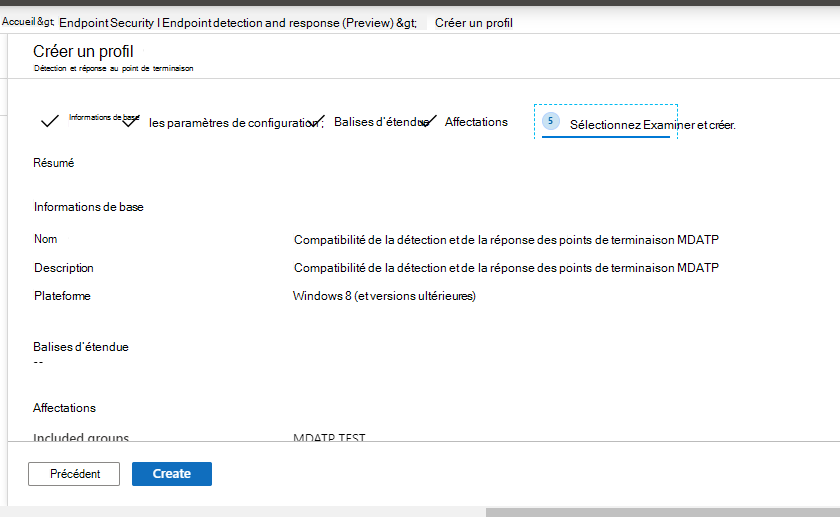 Accueil &gt; Endpoint Security I Endpoint detection and response (Preview) &gt; Créer un profil
Créer un profil
Détection et réponse au point de terminaison
Informations de base les paramètres de configuration ; Balises d'étendue Affectations 5 Sélectionnez Examiner et créer.
Résumé
Informations de base
Nom Compatibilité de la détection et de la réponse des points de terminaison MDATP
Description Compatibilité de la détection et de la réponse des points de terminaison MDATP
Plateforme Windows 8 (et versions ultérieures)
Balises d'étendue
--
Affectations
Included groups MDATP TEST
Précédent Create